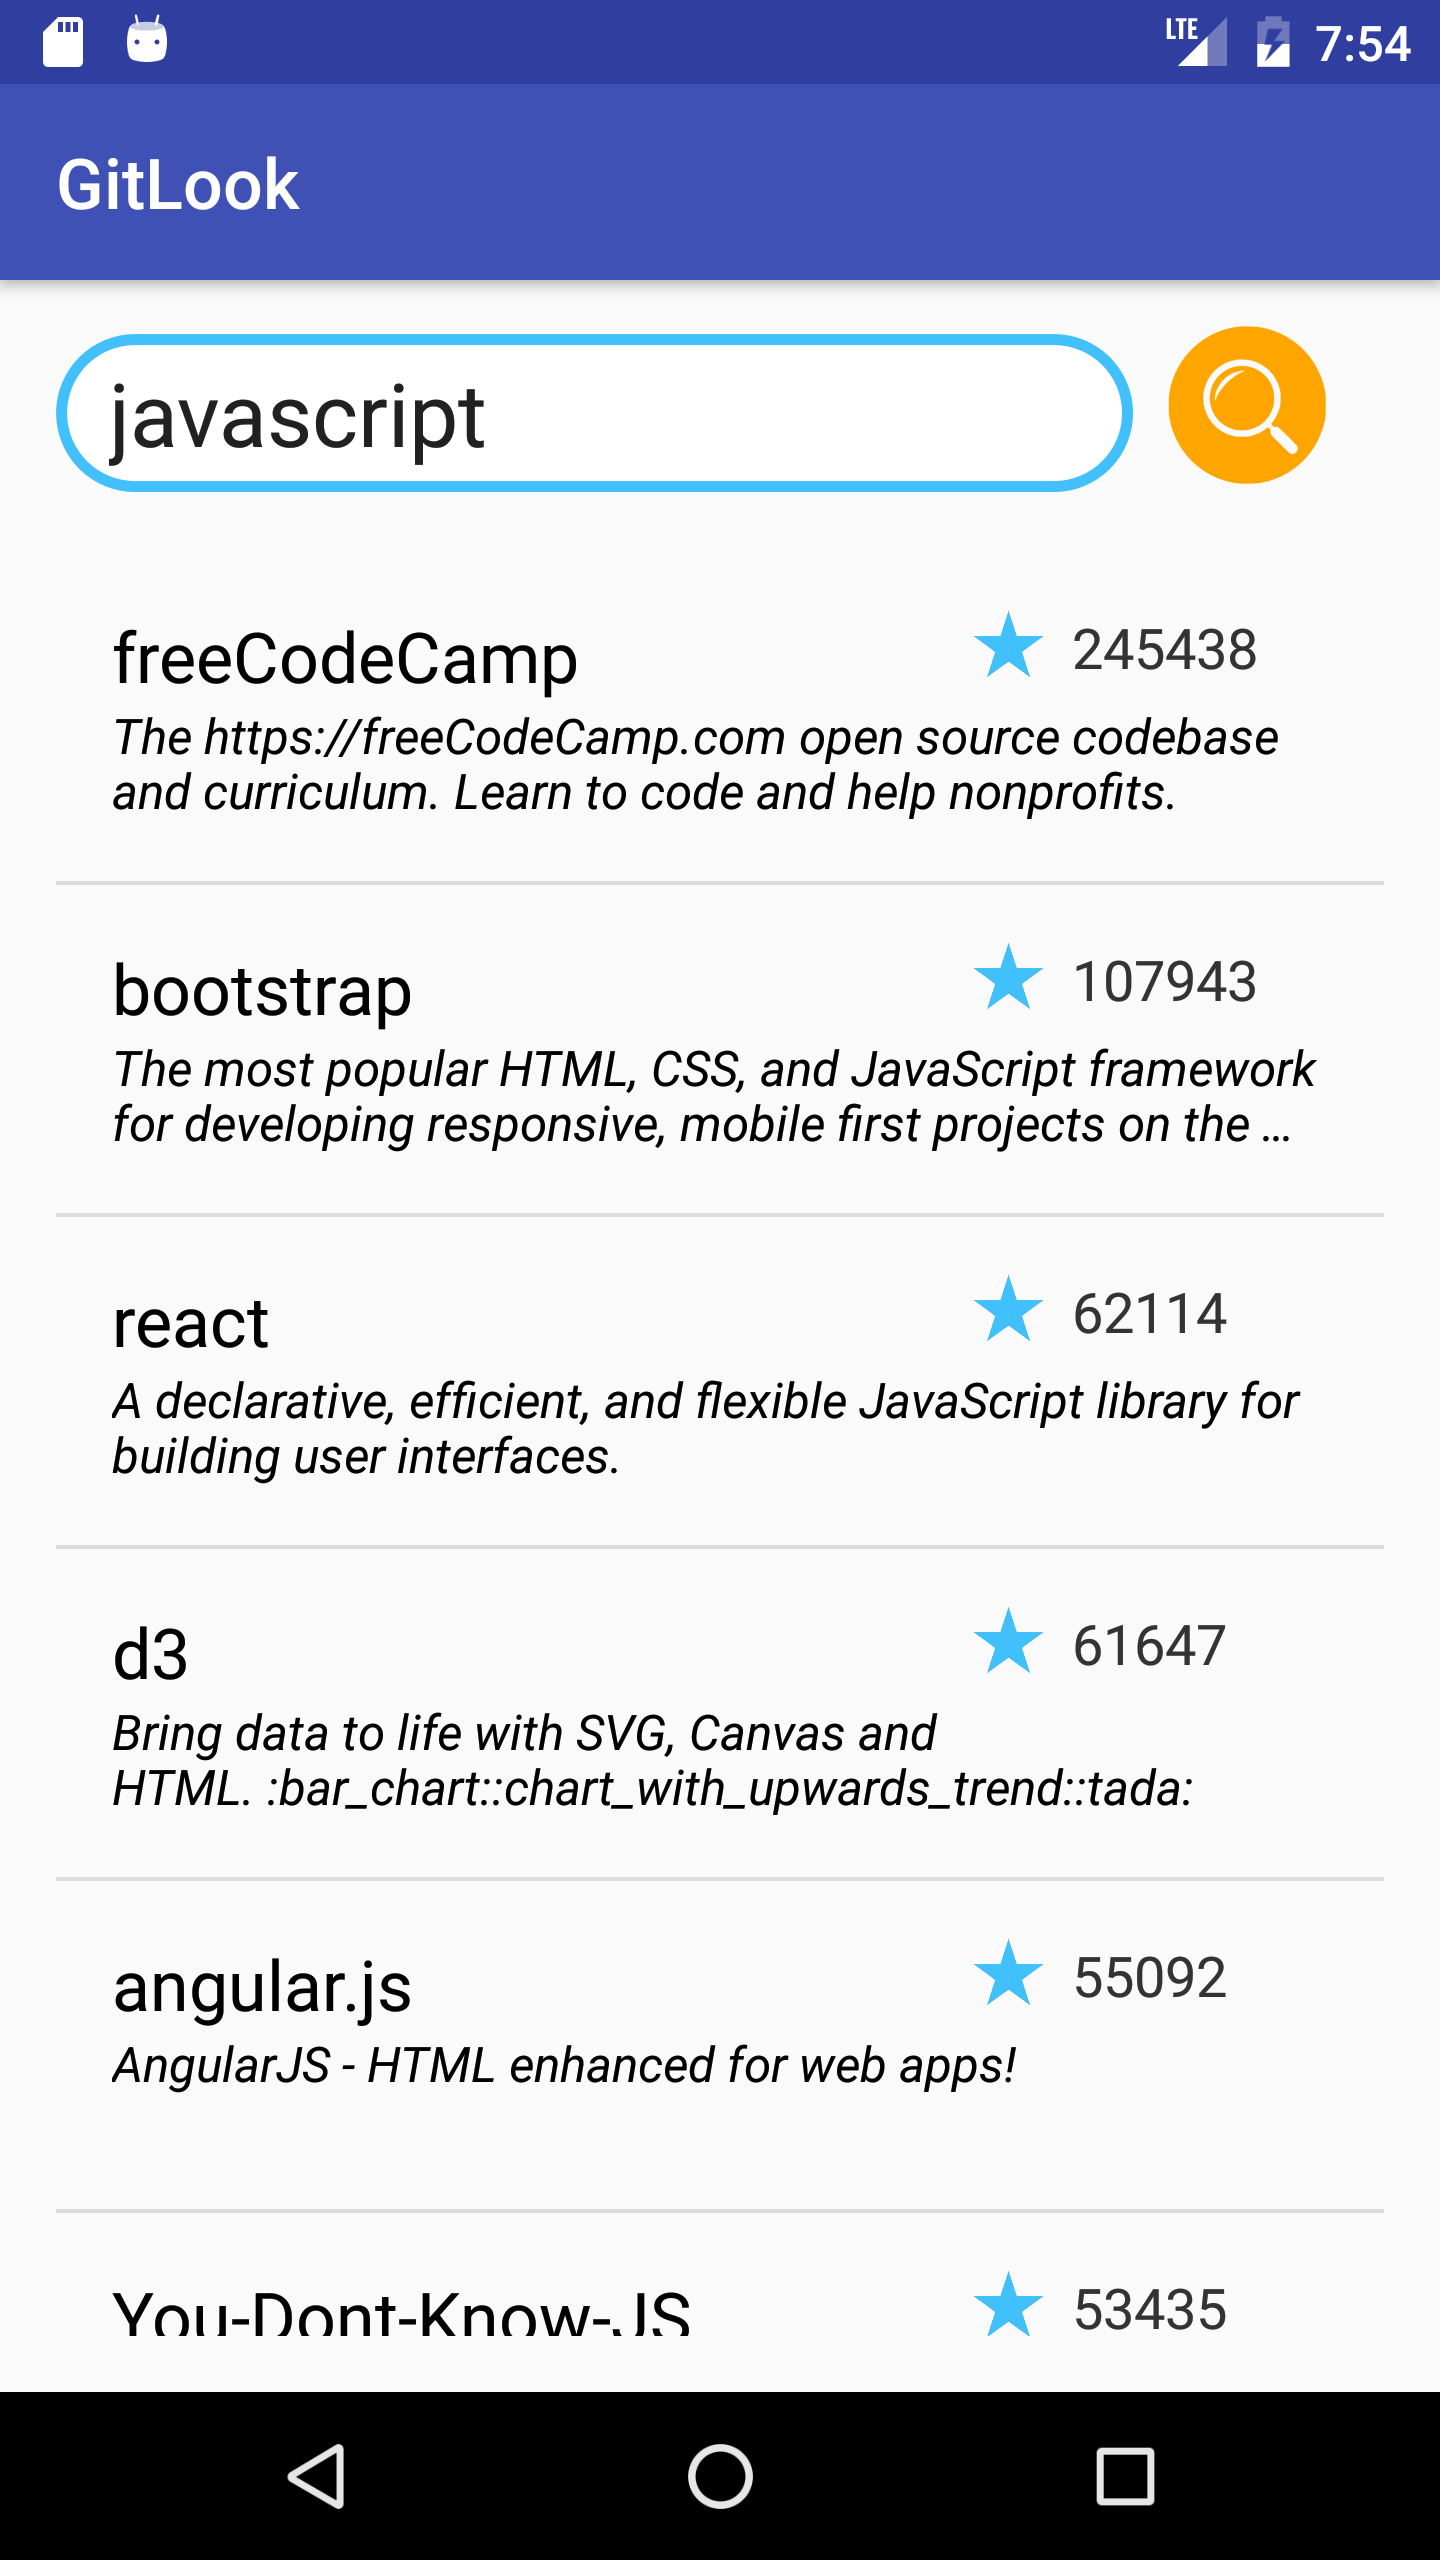 LTE 7:54
GitLook
javascript
freeCodeCamp 245438
The https://freeCodeCamp.com open source codebase
and curriculum. Learn to code and help nonprofits.
bootstrap 107943
The most popular HTML, CSS, and JavaScript framework
for developing responsive, mobile first projects on the ...
react 62114
A declarative, efficient, and flexible JavaScript library for
building user interfaces.
d3 61647
Bring data to life with SVG, Canvas and
HTML. :bar_chart::chart_with_upwards_trend::tada:
angular.js 55092
AngularJS - HTML enhanced for web apps!
You-Dont-Know-JS 53435